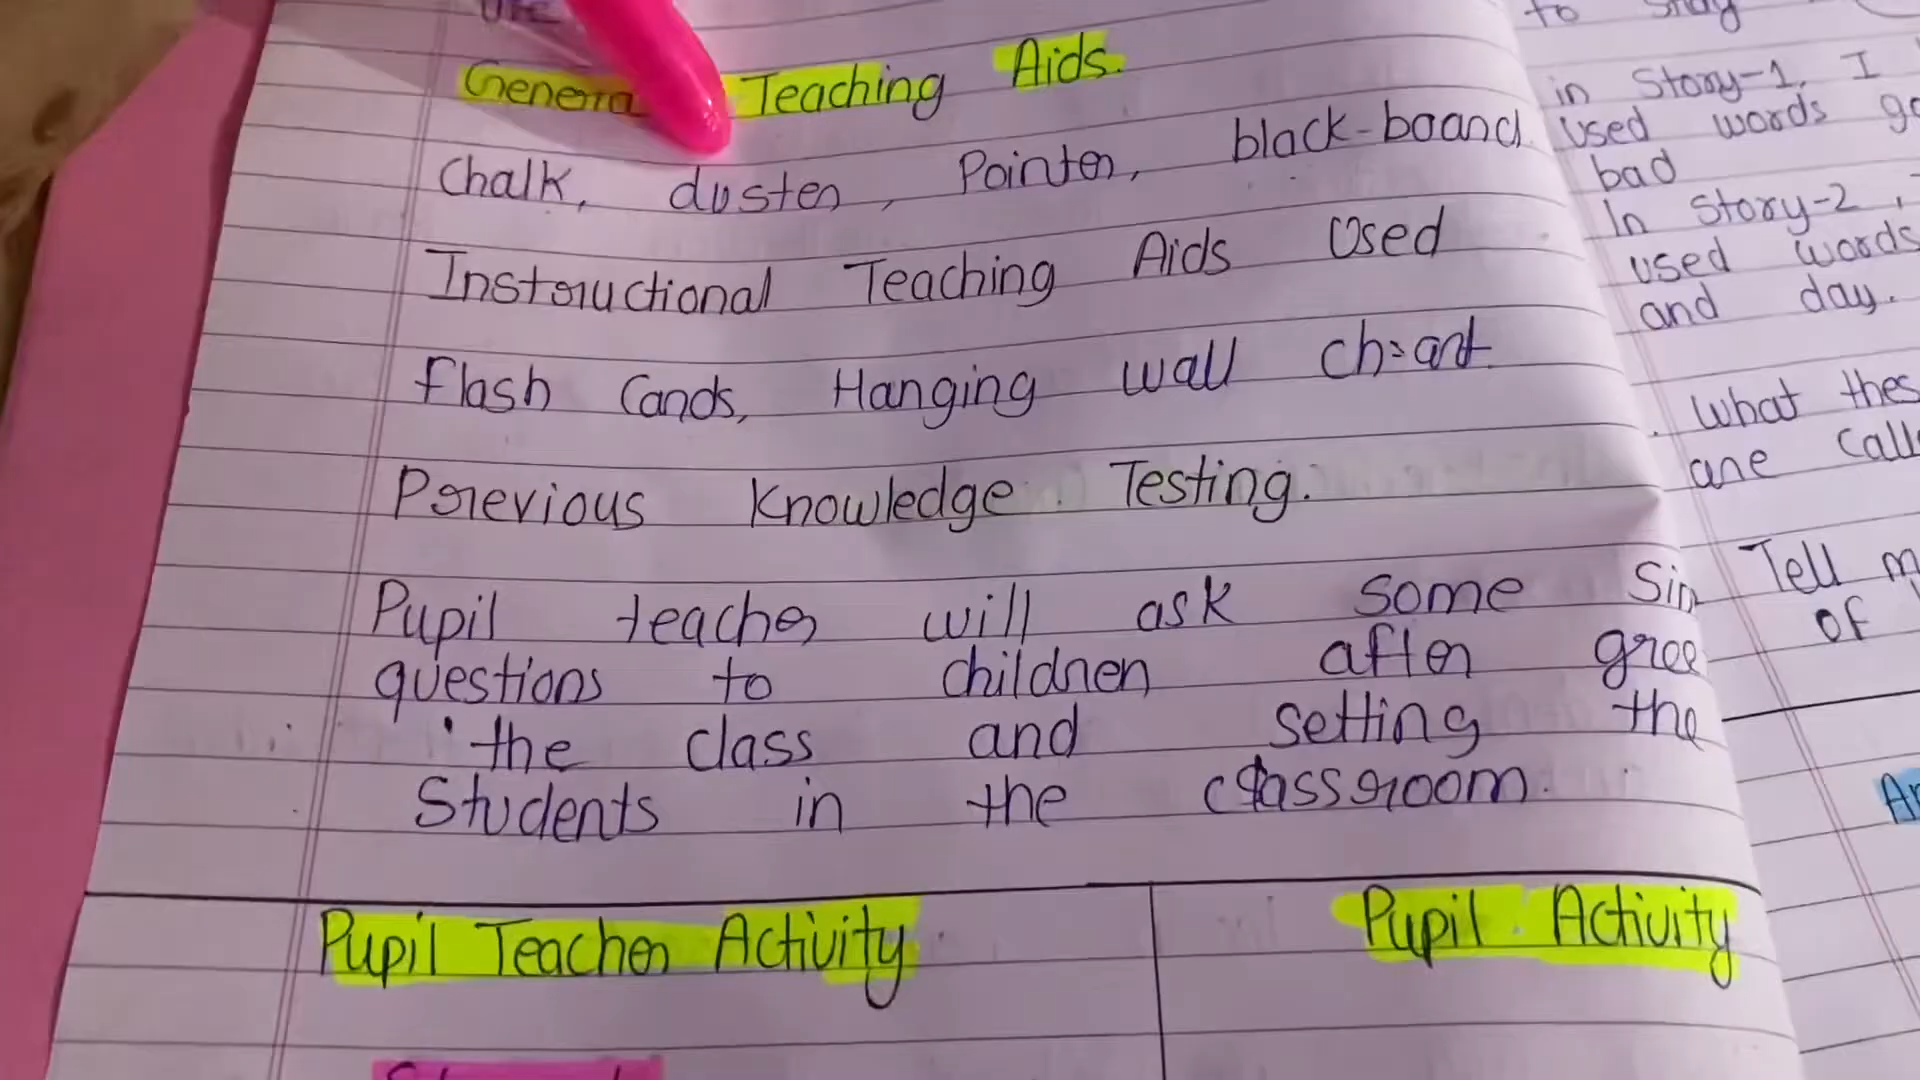 General Teaching Aids.
Chalk, duster, Pointer, black-board
Instructional Teaching Aids Used
Flash Cards, Hanging wall chart.
Previous Knowledge Testing.
Pupil teacher will ask some
questions to children after
the class and setting the
Students in the classroom.
Pupil Teacher Activity
Pupil Activity
to stay
in Story-1, I
used words
bad
In Story-2,
used words
and day.
What
are
Tell
of